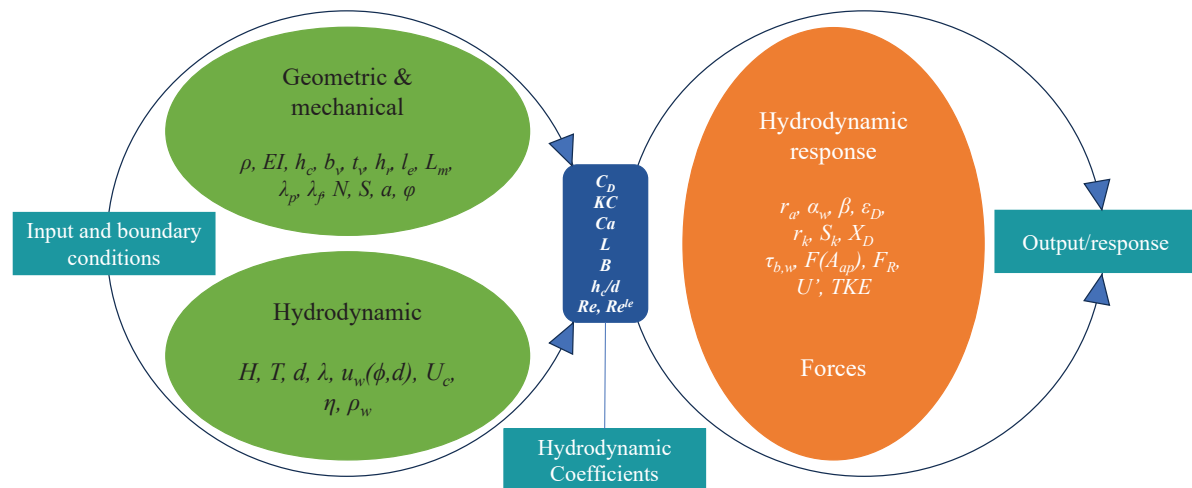 Geometric &
mechanical
ρ, EI, h_c, b_v, t_v, h_r, l_e, L_m,
λ_p, λ_f, N, S, a, φ
Input and boundary
conditions
Hydrodynamic
H, T, d, λ, u_w(ϕ,d), U_c,
η, ρ_w
C_D
KC
Ca
L
B
h_c/d
Re, Re^le
Hydrodynamic
Coefficients
Hydrodynamic
response
r_a, α_w, β, ε_D,
r_k, S_k, X_D
τ_b,w, F(A_ap), F_R,
U’, TKE
Forces
Output/response